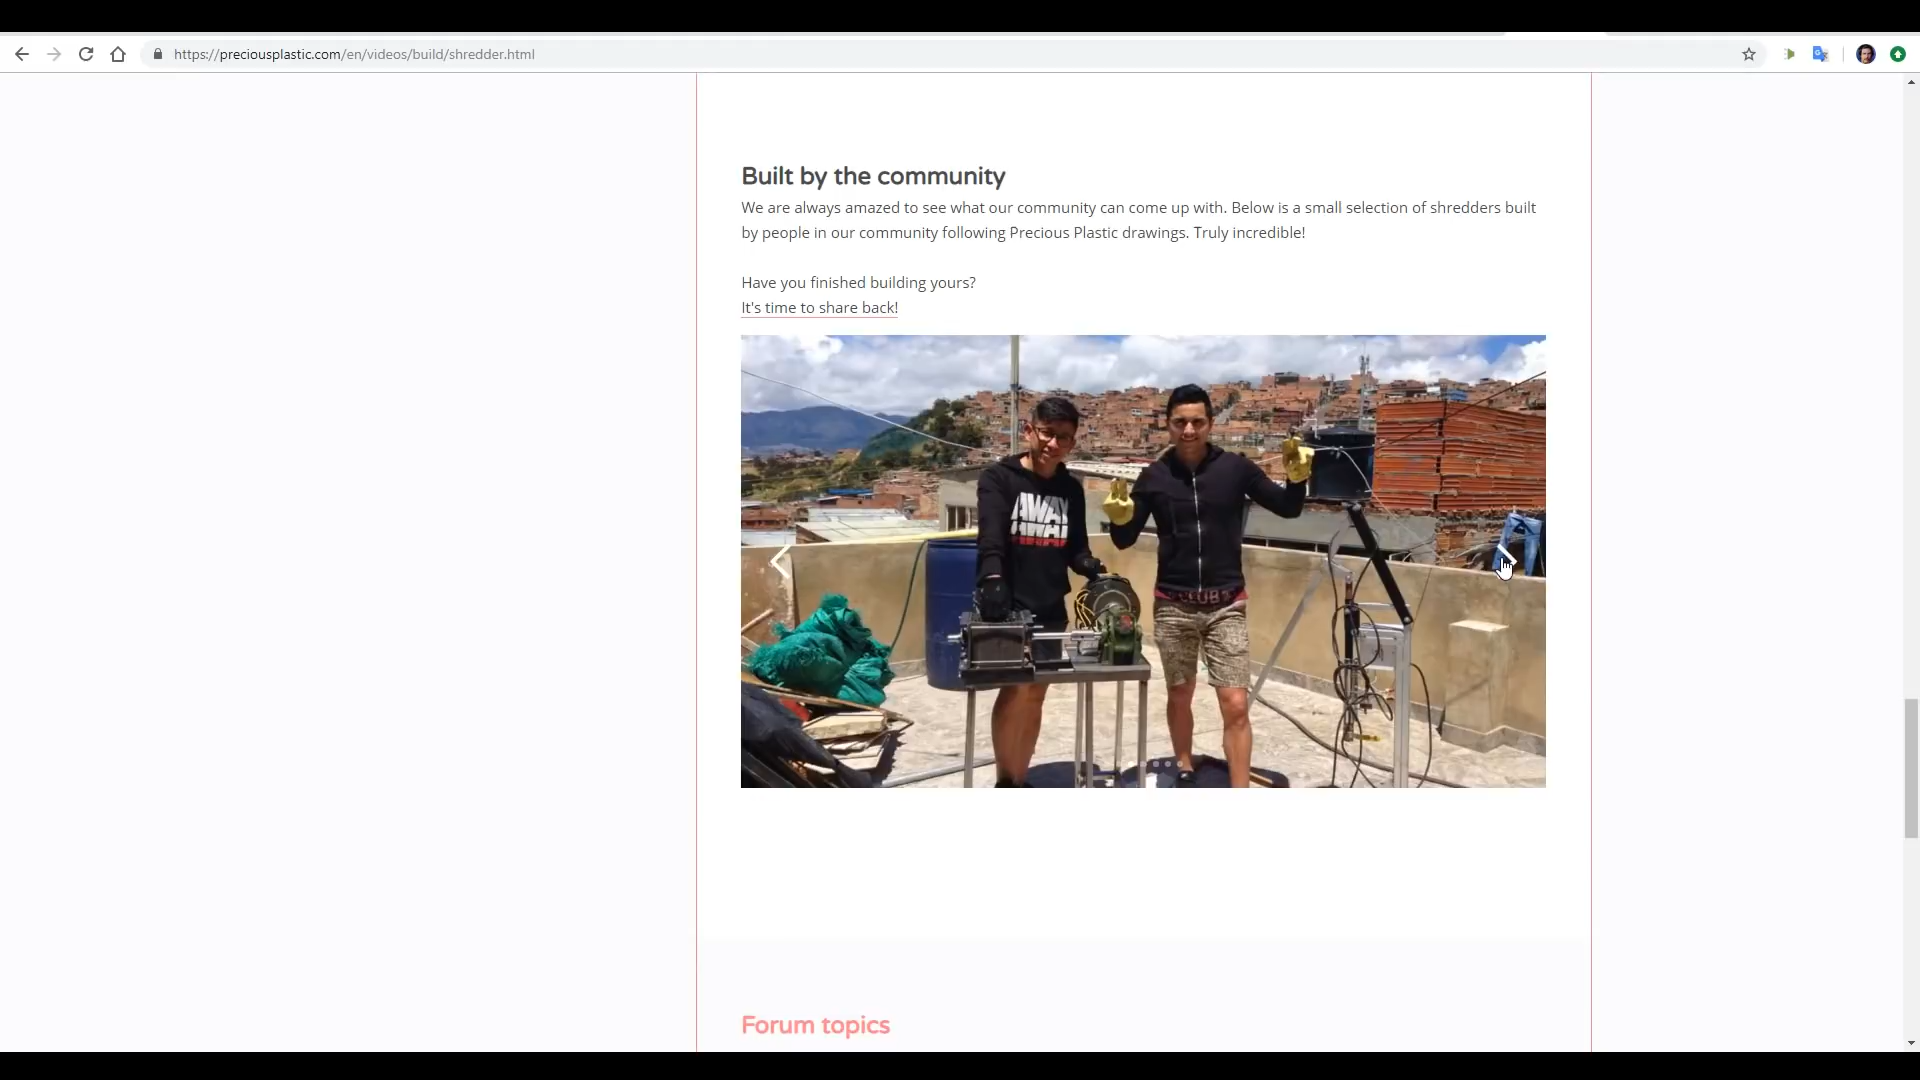 https://preciousplastic.com/en/videos/build/shredder.html
Built by the community
We are always amazed to see what our community can come up with. Below is a small selection of shredders built
by people in our community following Precious Plastic drawings. Truly incredible!
Have you finished building yours?
It's time to share back!
AWAY
CLUB
Forum topics